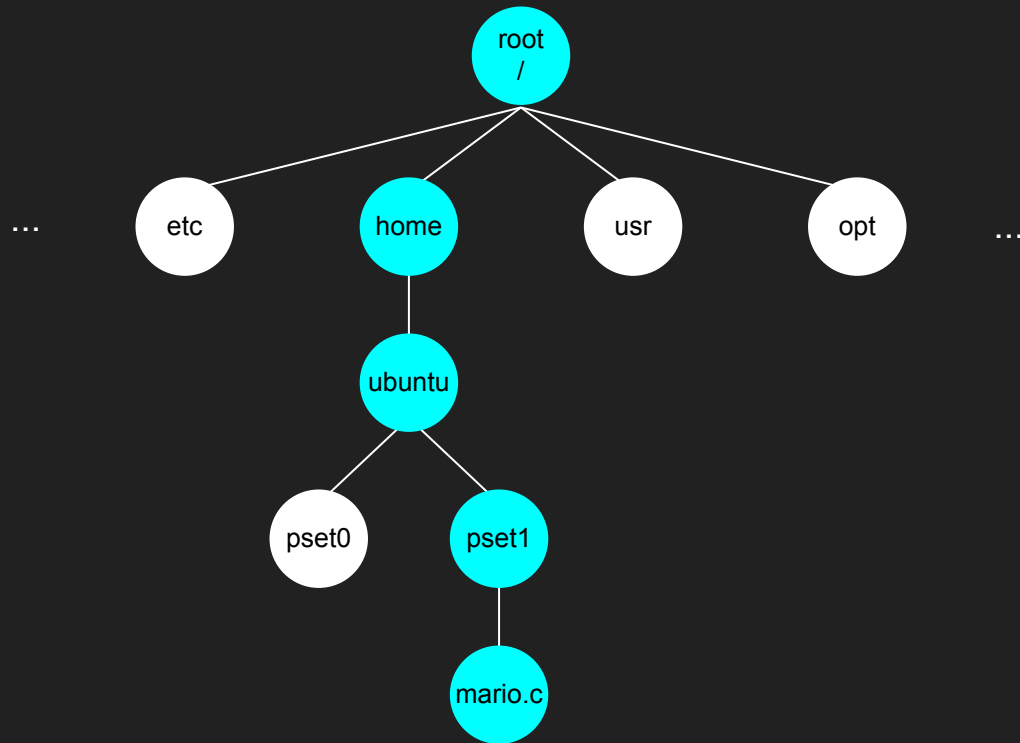 root
/
... etc home usr opt ...
ubuntu
pset0 pset1
mario.c